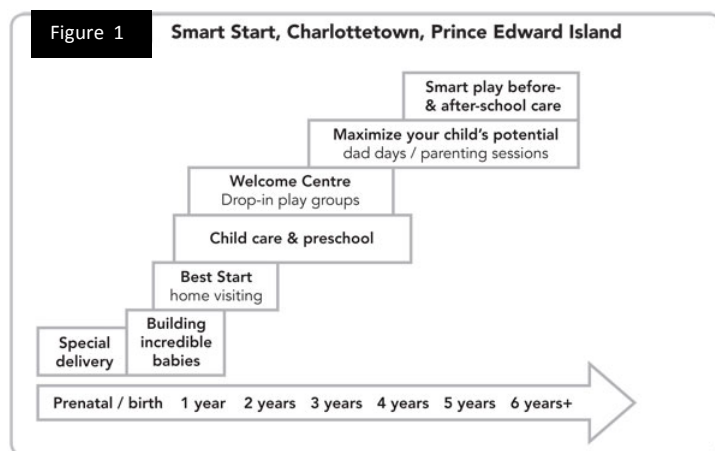 Figure 1
Smart Start, Charlottetown, Prince Edward Island
Smart play before-
& after-school care
Maximize your child's potential
dad days / parenting sessions
Welcome Centre
Drop-in play groups
Child care & preschool
Best Start
home visiting
Building
incredible
babies
Special
delivery
Prenatal / birth 1 year 2 years 3 years 4 years 5 years 6 years+